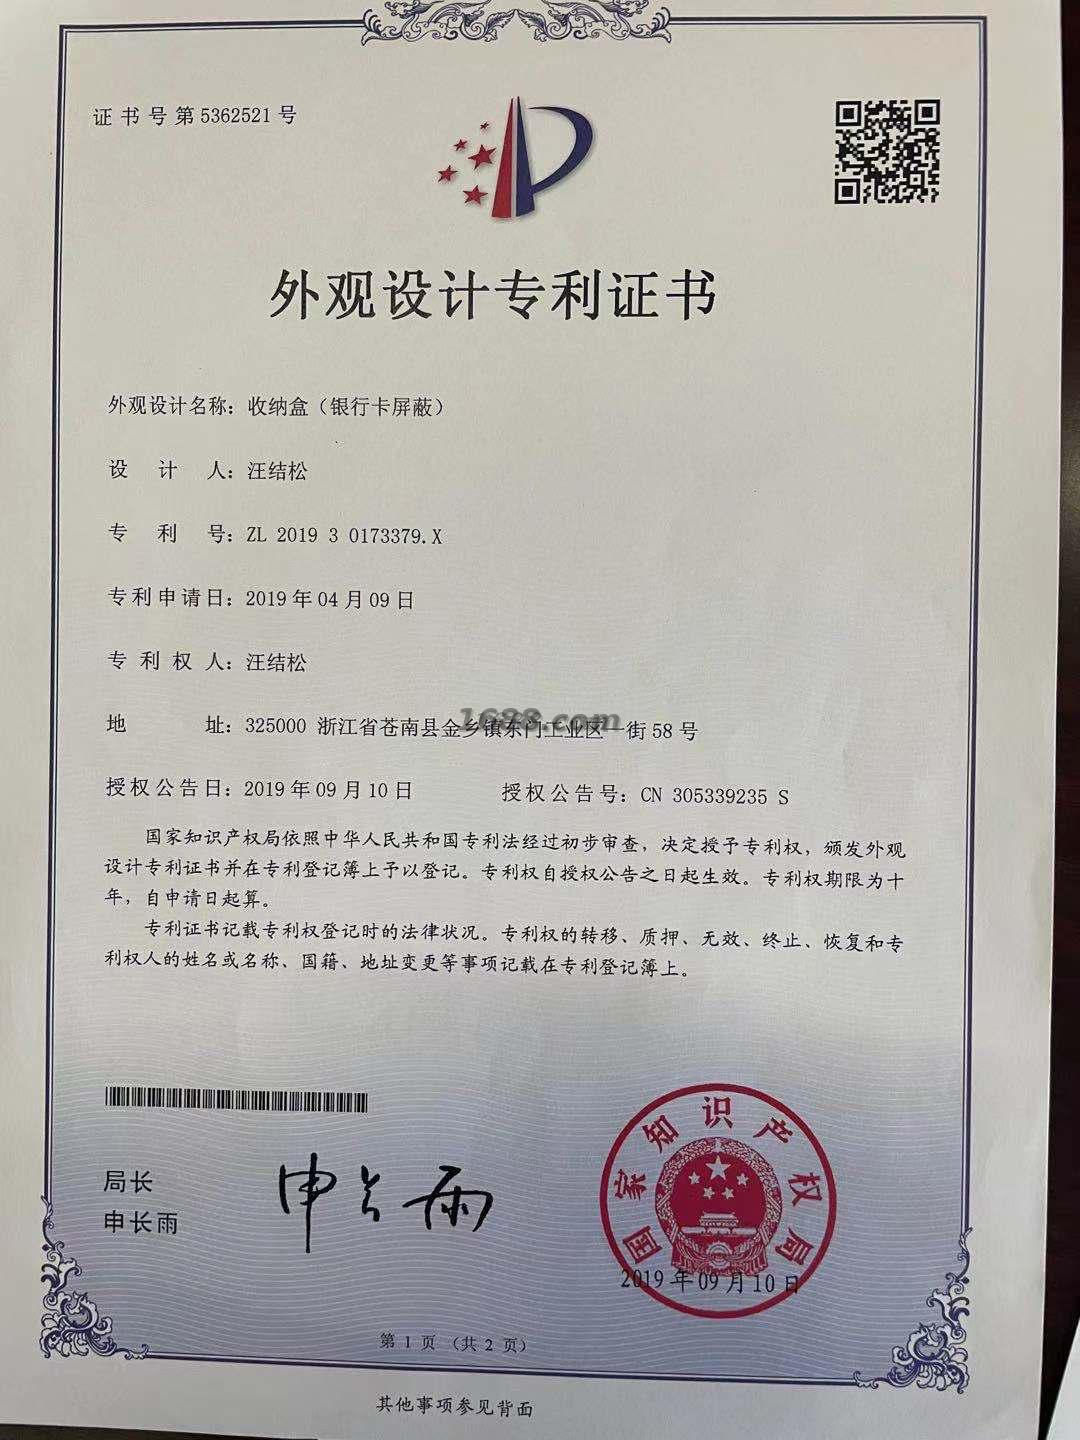 证书号第5362521号
外观设计专利证书
外观设计名称：收纳盒（银行卡屏蔽）
设计人：汪结松
专利号：ZL 2019 3 0173379.X
专利申请日：2019年04月09日
专利权人：汪结松
地址：325000 浙江省苍南县金乡镇东门工业区一街58号
1688.com
授权公告日：2019年09月10日 授权公告号：CN 305339235 S
国家知识产权局依照中华人民共和国专利法经过初步审查，决定授予专利权，颁发外观
设计专利证书并在专利登记簿上予以登记。专利权自授权公告之日起生效。专利权期限为十
年，自申请日起算。
专利证书记载专利权登记时的法律状况。专利权的转移、质押、无效、终止、恢复和专
利权人的姓名或名称、国籍、地址变更等事项记载在专利登记簿上。
局长
申长雨
申长雨
国家知识产权局
2019年09月10日
第1页（共2页）
其他事项参见背面